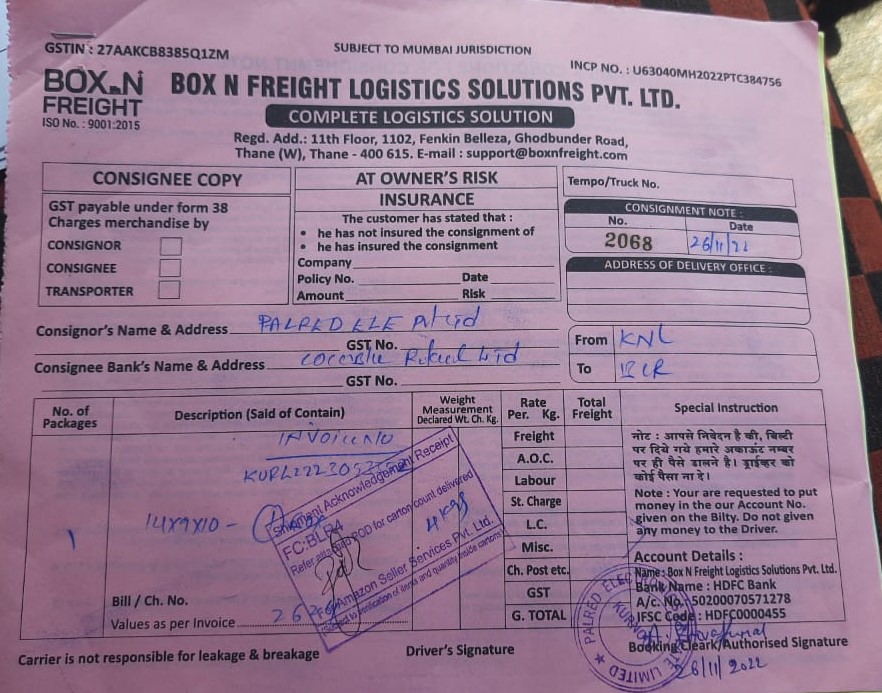 GSTIN : 27AAKCB8385Q1ZM
SUBJECT TO MUMBAI JURISDICTION
INCP NO. : U63040MH2022PTC384756
BOX N FREIGHT
ISO No. : 9001:2015
BOX N FREIGHT LOGISTICS SOLUTIONS PVT. LTD.
COMPLETE LOGISTICS SOLUTION
Regd. Add.: 11th Floor, 1102, Fenkin Belleza, Ghodbunder Road,
Thane (W), Thane - 400 615. E-mail : support@boxnfreight.com
CONSIGNEE COPY
GST payable under form 38
Charges merchandise by
CONSIGNOR
CONSIGNEE
TRANSPORTER
AT OWNER'S RISK
INSURANCE
The customer has stated that :
• he has not insured the consignment of
• he has insured the consignment
Company
Policy No. Date
Amount Risk
Tempo/Truck No.
CONSIGNMENT NOTE :
No. Date
2068 26/11/22
ADDRESS OF DELIVERY OFFICE :
Consignor's Name & Address PALRED ELE Pvt Ltd
GST No.
Consignee Bank's Name & Address Cocoblu Retail Ltd
GST No.
From KNL
To BLR
No. of Packages
Description (Said of Contain)
Weight Measurement Declared Wt. Ch. Kg.
Rate Per. Kg.
Total Freight
Special Instruction
INVOICE NO
14X9X10 -
1
4 kgs
Freight
A.O.C.
Labour
St. Charge
L.C.
Misc.
Ch. Post etc.
GST
G. TOTAL
नोट : आपसे निवेदन है की, बिल्टी
पर दिये गये हमारे अकाऊंट नम्बर
पर ही पैसे डालने है। ड्राईव्हर को
कोई पैसा ना दे।
Note : Your are requested to put
money in the our Account No.
given on the Bilty. Do not given
any money to the Driver.
Account Details :
Name : Box N Freight Logistics Solutions Pvt. Ltd.
Bank Name : HDFC Bank
A/c. No. 50200070571278
IFSC Code : HDFC0000455
Shipment Acknowledgement Receipt
FC:BLR4
Refer attached POD for carton count delivered
Amazon Seller Services Pvt. Ltd.
Subject to verification of items and quantity inside cartons
Bill / Ch. No.
Values as per Invoice
Booking Cleark/Authorised Signature
26/11/2022
Carrier is not responsible for leakage & breakage
Driver's Signature